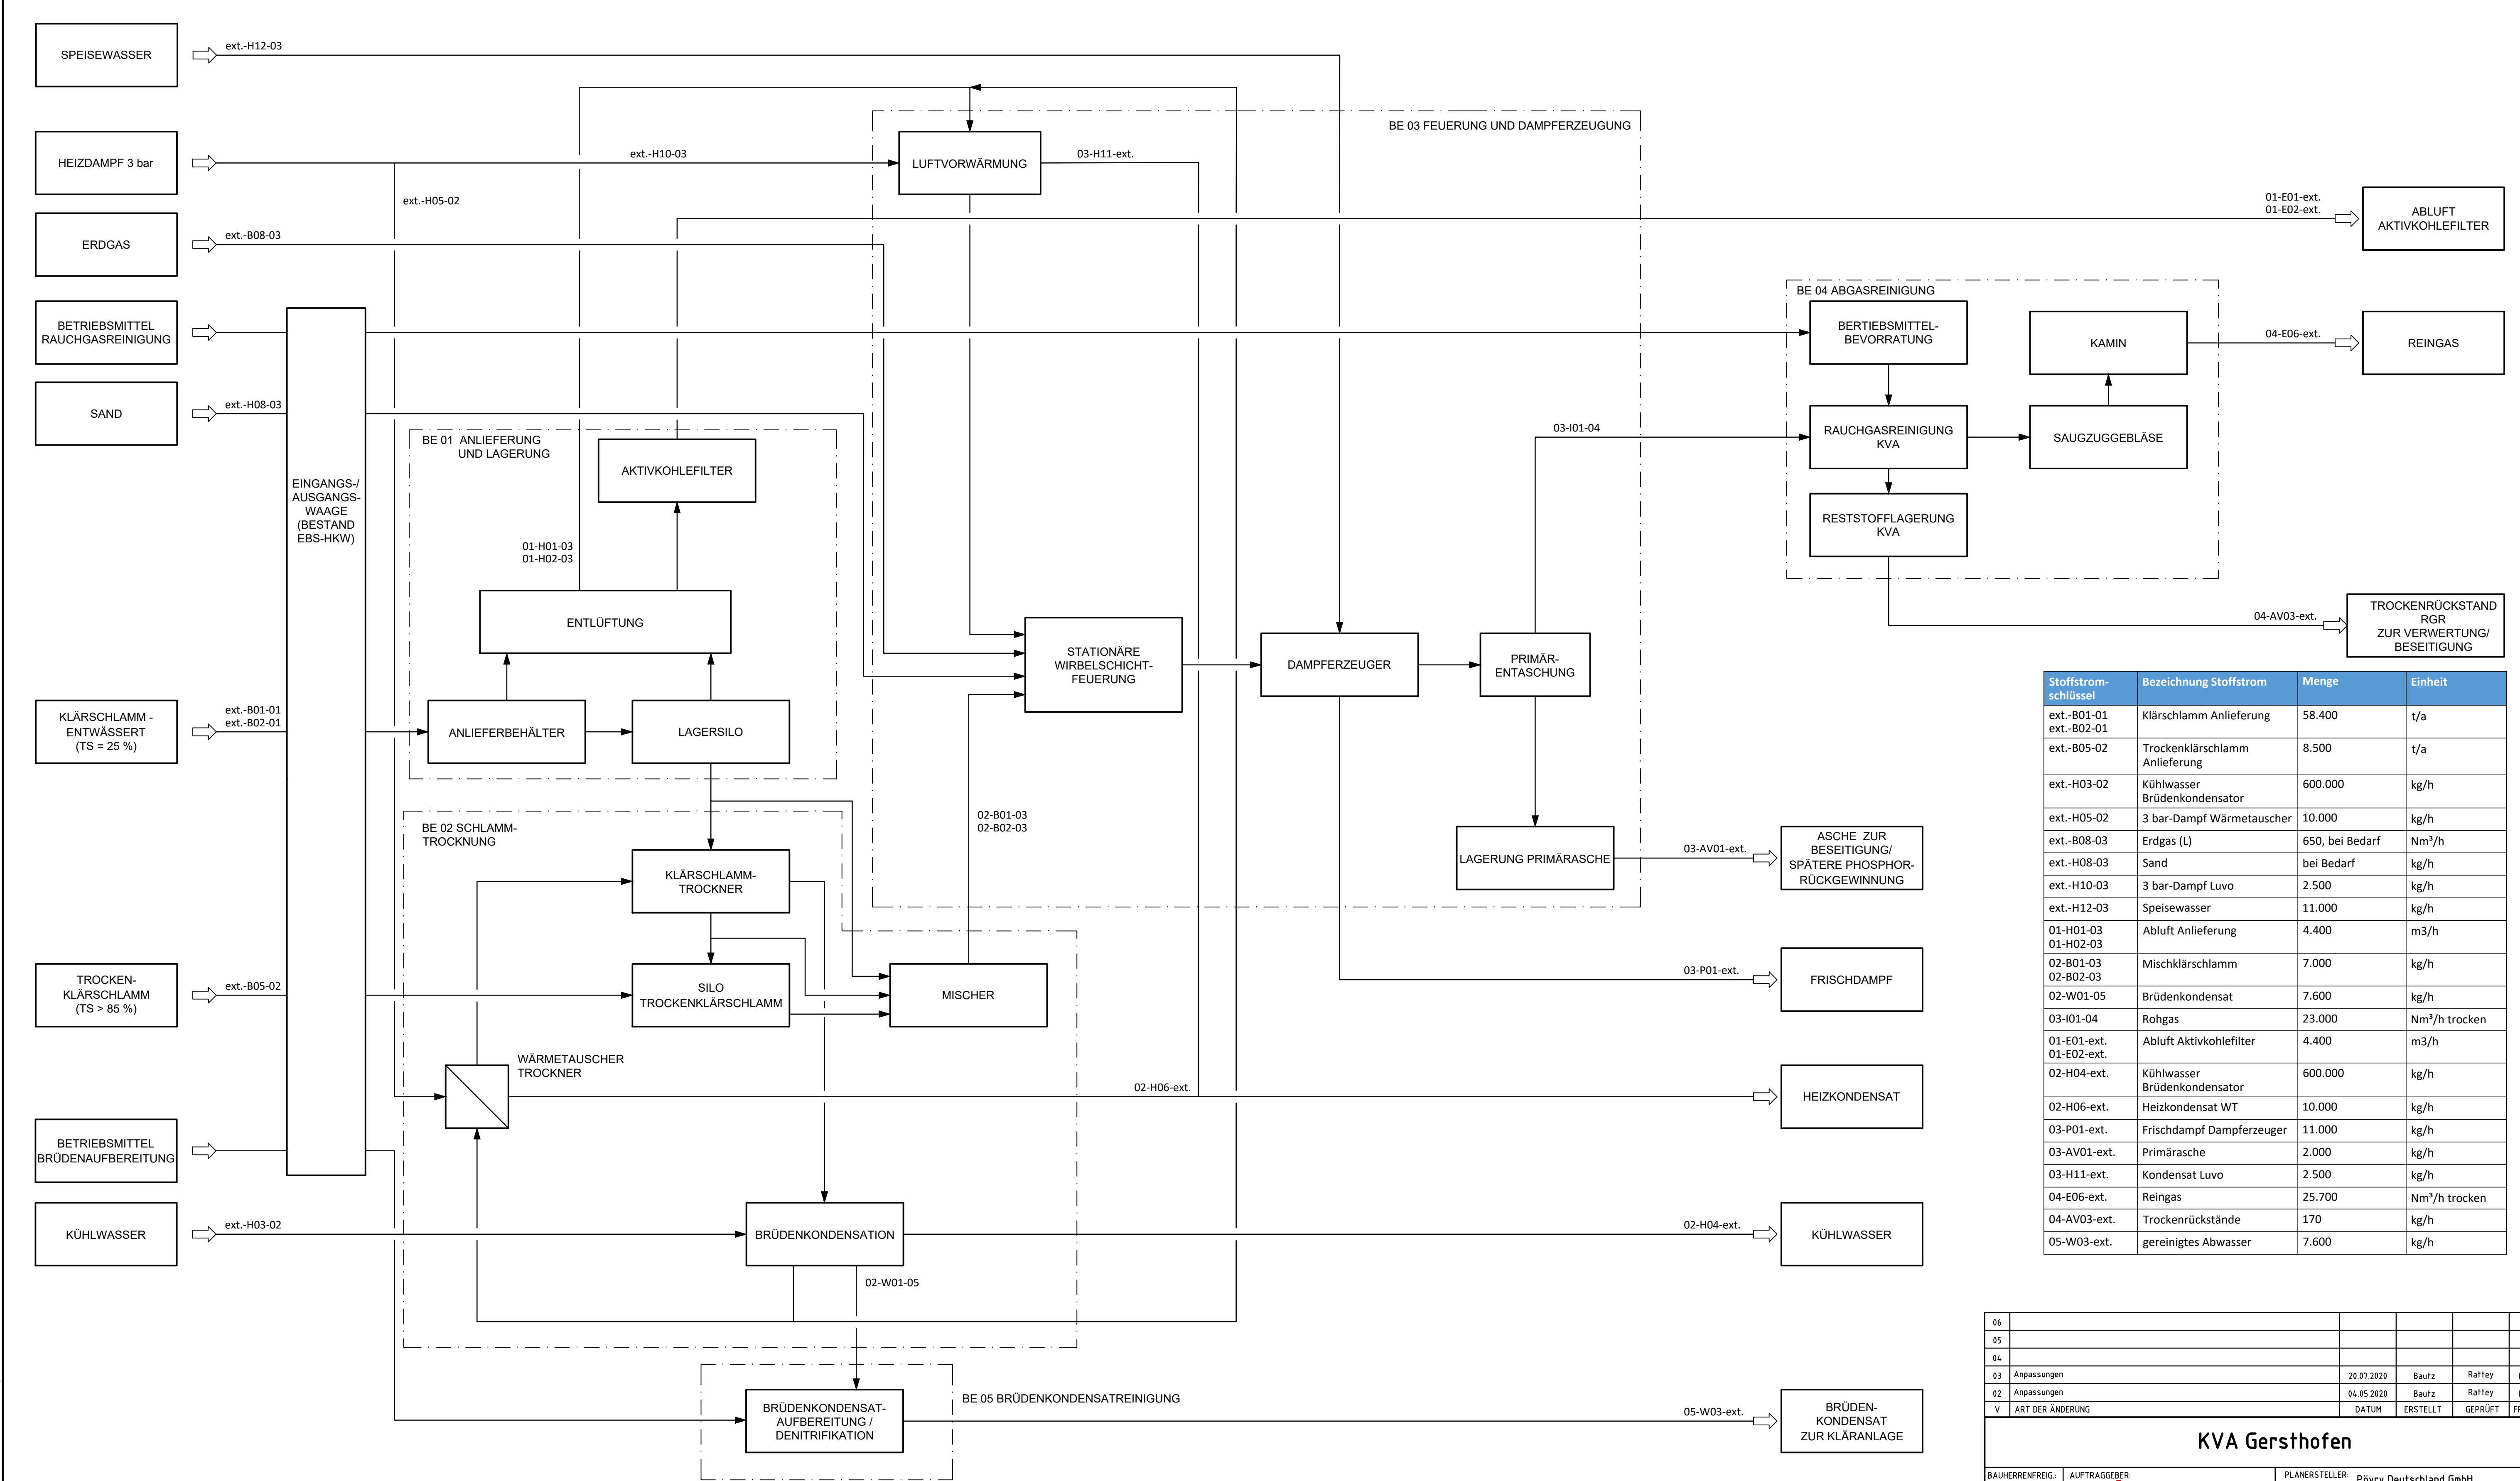 SPEISEWASSER
ext.-H12-03
HEIZDAMPF 3 bar
ext.-H10-03
ext.-H05-02
ERDGAS
ext.-B08-03
BETRIEBSMITTEL
RAUCHGASREINIGUNG
SAND
ext.-H08-03
EINGANGS-/
AUSGANGS-
WAAGE
(BESTAND
EBS-HKW)
KLÄRSCHLAMM -
ENTWÄSSERT
(TS = 25 %)
ext.-B01-01
ext.-B02-01
TROCKEN-
KLÄRSCHLAMM
(TS > 85 %)
ext.-B05-02
BETRIEBSMITTEL
BRÜDENAUFBEREITUNG
KÜHLWASSER
ext.-H03-02
BE 01 ANLIEFERUNG
UND LAGERUNG
AKTIVKOHLEFILTER
01-H01-03
01-H02-03
ENTLÜFTUNG
ANLIEFERBEHÄLTER
LAGERSILO
BE 02 SCHLAMM-
TROCKNUNG
KLÄRSCHLAMM-
TROCKNER
SILO
TROCKENKLÄRSCHLAMM
MISCHER
02-B01-03
02-B02-03
WÄRMETAUSCHER
TROCKNER
BRÜDENKONDENSATION
02-W01-05
BE 05 BRÜDENKONDENSATREINIGUNG
BRÜDENKONDENSAT-
AUFBEREITUNG /
DENITRIFIKATION
BE 03 FEUERUNG UND DAMPFERZEUGUNG
LUFTVORWÄRMUNG
03-H11-ext.
STATIONÄRE
WIRBELSCHICHT-
FEUERUNG
DAMPFERZEUGER
PRIMÄR-
ENTASCHUNG
LAGERUNG PRIMÄRASCHE
03-I01-04
02-H06-ext.
BE 04 ABGASREINIGUNG
BERTIEBSMITTEL-
BEVORRATUNG
RAUCHGASREINIGUNG
KVA
RESTSTOFFLAGERUNG
KVA
KAMIN
SAUGZUGGEBLÄSE
01-E01-ext.
01-E02-ext.
ABLUFT
AKTIVKOHLEFILTER
04-E06-ext.
REINGAS
04-AV03-ext.
TROCKENRÜCKSTAND
RGR
ZUR VERWERTUNG/
BESEITIGUNG
03-AV01-ext.
ASCHE ZUR
BESEITIGUNG/
SPÄTERE PHOSPHOR-
RÜCKGEWINNUNG
03-P01-ext.
FRISCHDAMPF
HEIZKONDENSAT
02-H04-ext.
KÜHLWASSER
05-W03-ext.
BRÜDEN-
KONDENSAT
ZUR KLÄRANLAGE
Stoffstrom-
schlüssel Bezeichnung Stoffstrom Menge Einheit
ext.-B01-01 Klärschlamm Anlieferung 58.400 t/a
ext.-B02-01
ext.-B05-02 Trockenklärschlamm 8.500 t/a
Anlieferung
ext.-H03-02 Kühlwasser 600.000 kg/h
Brüdenkondensator
ext.-H05-02 3 bar-Dampf Wärmetauscher 10.000 kg/h
ext.-B08-03 Erdgas (L) 650, bei Bedarf Nm³/h
ext.-H08-03 Sand bei Bedarf kg/h
ext.-H10-03 3 bar-Dampf Luvo 2.500 kg/h
ext.-H12-03 Speisewasser 11.000 kg/h
01-H01-03 Abluft Anlieferung 4.400 m3/h
01-H02-03
02-B01-03 Mischklärschlamm 7.000 kg/h
02-B02-03
02-W01-05 Brüdenkondensat 7.600 kg/h
03-I01-04 Rohgas 23.000 Nm³/h trocken
01-E01-ext. Abluft Aktivkohlefilter 4.400 m3/h
01-E02-ext.
02-H04-ext. Kühlwasser 600.000 kg/h
Brüdenkondensator
02-H06-ext. Heizkondensat WT 10.000 kg/h
03-P01-ext. Frischdampf Dampferzeuger 11.000 kg/h
03-AV01-ext. Primärasche 2.000 kg/h
03-H11-ext. Kondensat Luvo 2.500 kg/h
04-E06-ext. Reingas 25.700 Nm³/h trocken
04-AV03-ext. Trockenrückstände 170 kg/h
05-W03-ext. gereinigtes Abwasser 7.600 kg/h
06
05
04
03 Anpassungen 20.07.2020 Bautz Rattey
02 Anpassungen 04.05.2020 Bautz Rattey
V ART DER ÄNDERUNG DATUM ERSTELLT GEPRÜFT
KVA Gersthofen
BAUHERRENFREIG.: AUFTRAGGEBER: PLANERSTELLER: Pöyry Deutschland GmbH